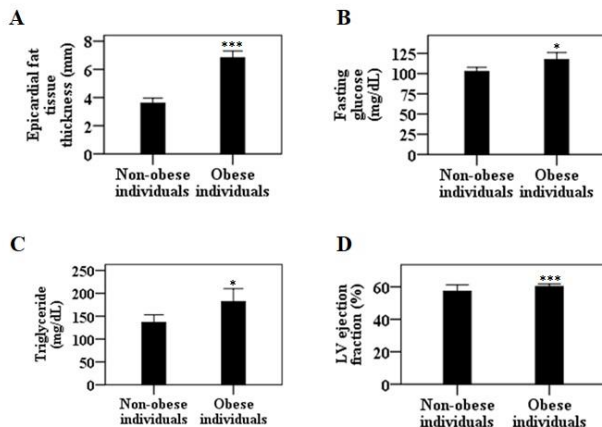 A
Epicardial fat
tissue
thickness (mm)
8
6
4
2
0
***
Non-obese
individuals
Obese
individuals
B
Fasting
glucose
(mg/dL)
125
100
75
50
25
0
*
Non-obese
individuals
Obese
individuals
C
Triglyceride
(mg/dL)
250
200
150
100
50
0
*
Non-obese
individuals
Obese
individuals
D
LV ejection
fraction (%)
60
40
20
0
***
Non-obese
individuals
Obese
individuals